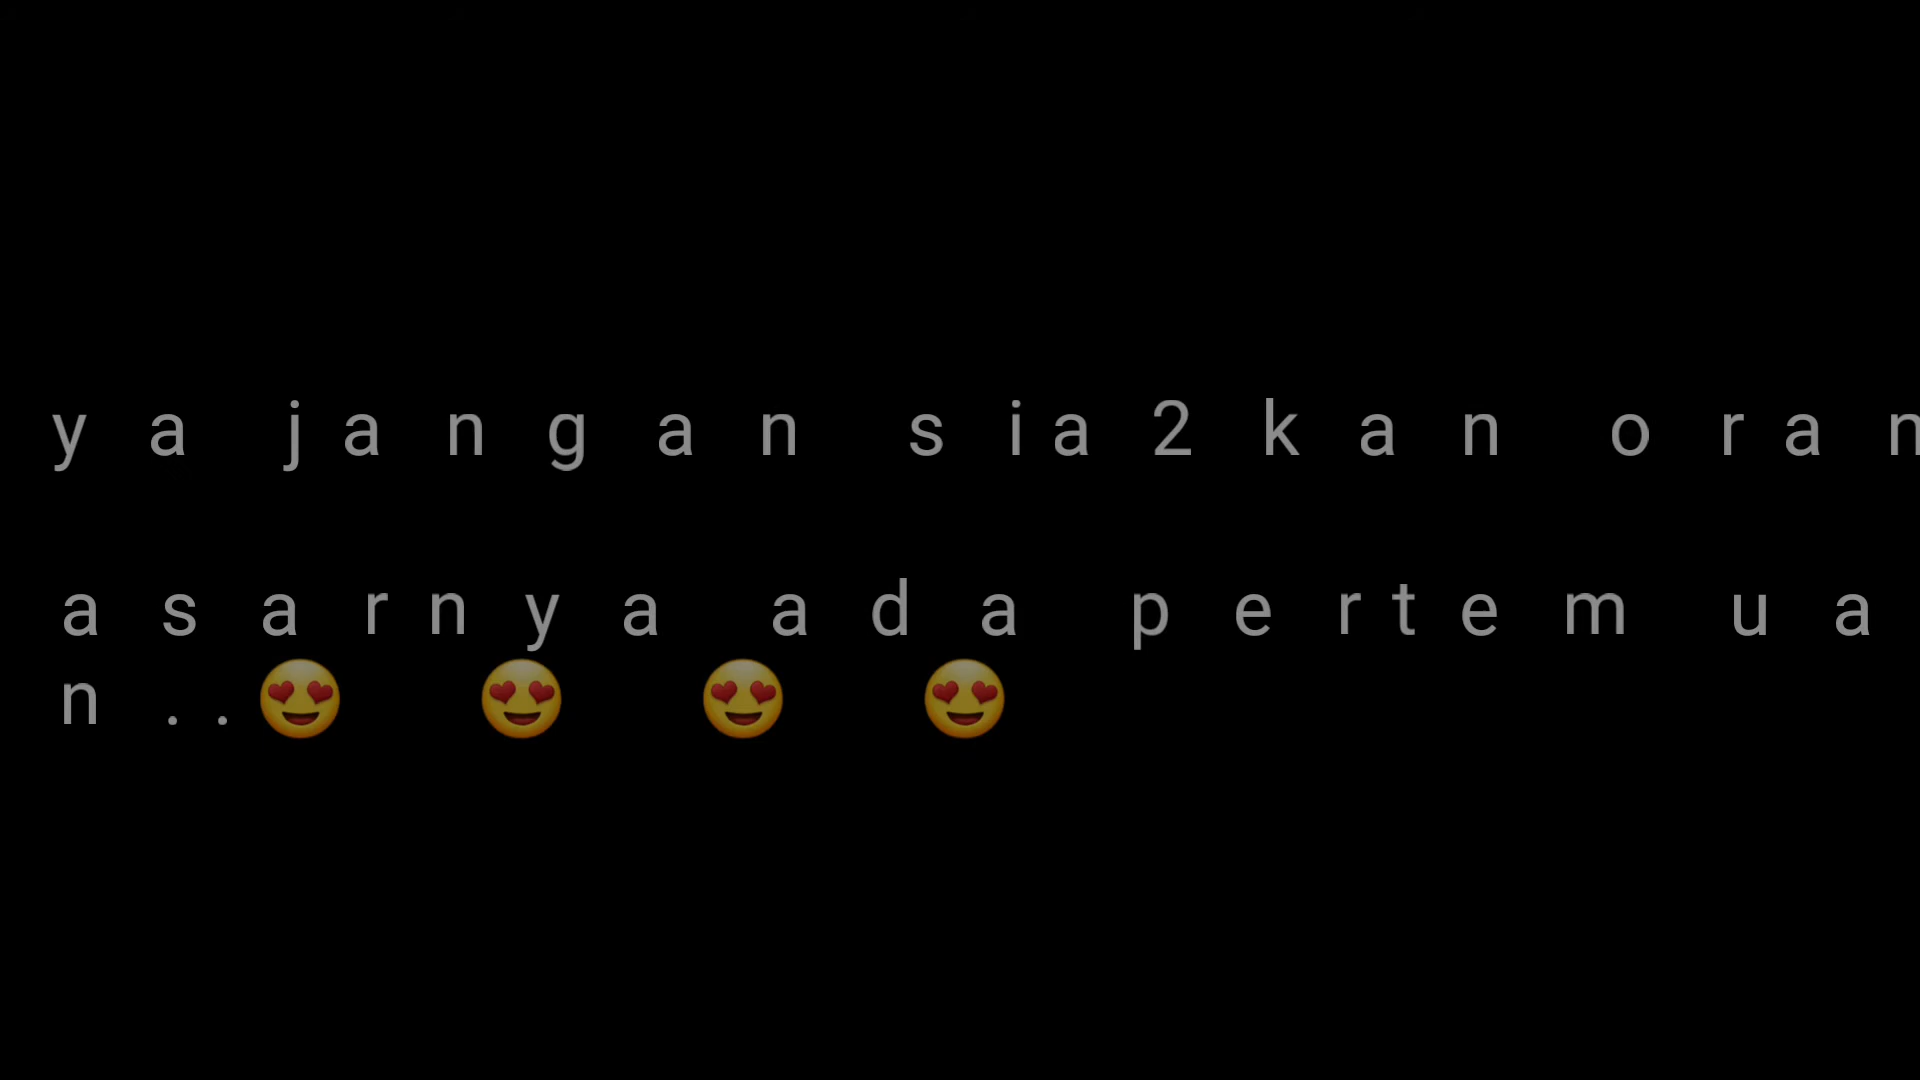 ya jangan sia2kan oran
asarnya ada pertemua
n..😍 😍 😍 😍